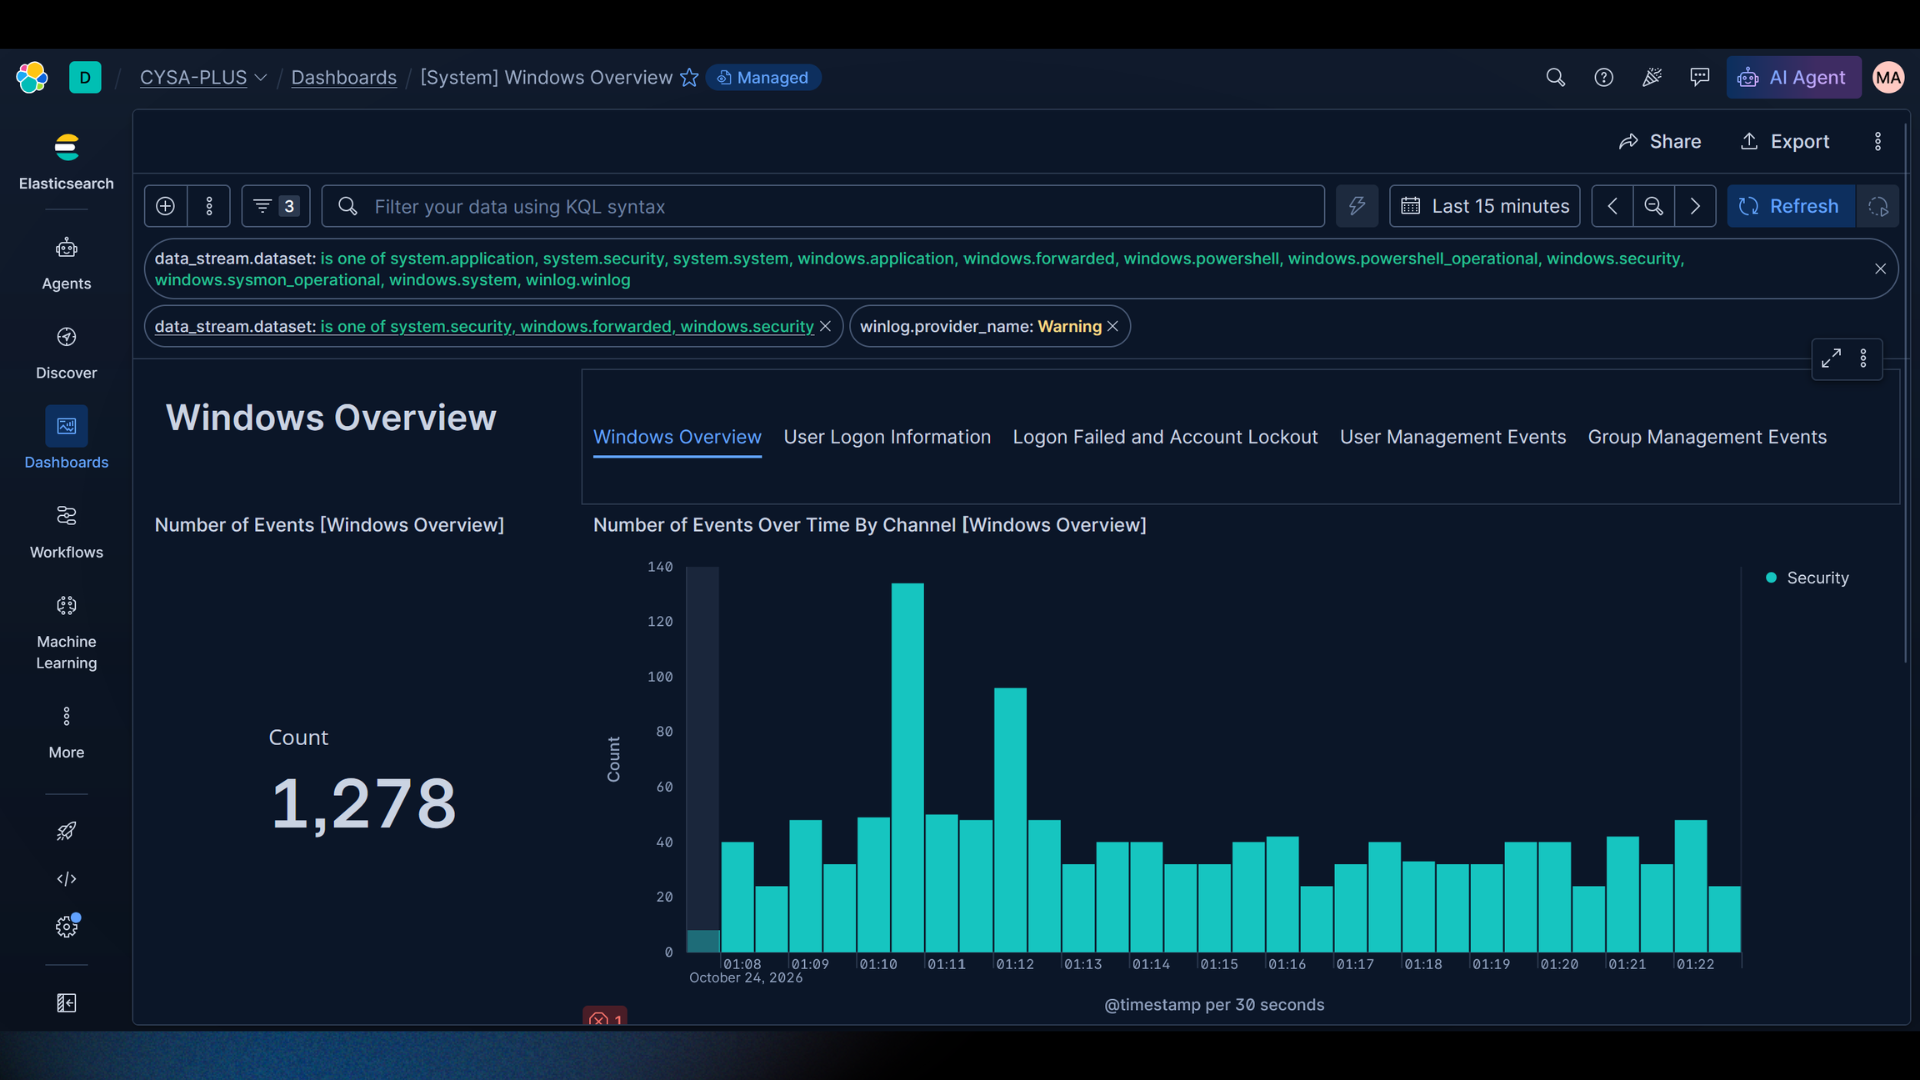 D
CYSA-PLUS / Dashboards / [System] Windows Overview Managed
AI Agent
MA
Elasticsearch
Agents
Discover
Dashboards
Workflows
Machine
Learning
More
Share
Export
3
Filter your data using KQL syntax
Last 15 minutes
Refresh
data_stream.dataset: is one of system.application, system.security, system.system, windows.application, windows.forwarded, windows.powershell, windows.powershell_operational, windows.security,
windows.sysmon_operational, windows.system, winlog.winlog
data_stream.dataset: is one of system.security, windows.forwarded, windows.security
winlog.provider_name: Warning
Windows Overview
Windows Overview
User Logon Information
Logon Failed and Account Lockout
User Management Events
Group Management Events
Number of Events [Windows Overview]
Count
1,278
Number of Events Over Time By Channel [Windows Overview]
140
120
100
80
60
40
20
0
Count
01:08
01:09
01:10
01:11
01:12
01:13
01:14
01:15
01:16
01:17
01:18
01:19
01:20
01:21
01:22
October 24, 2026
@timestamp per 30 seconds
Security
1